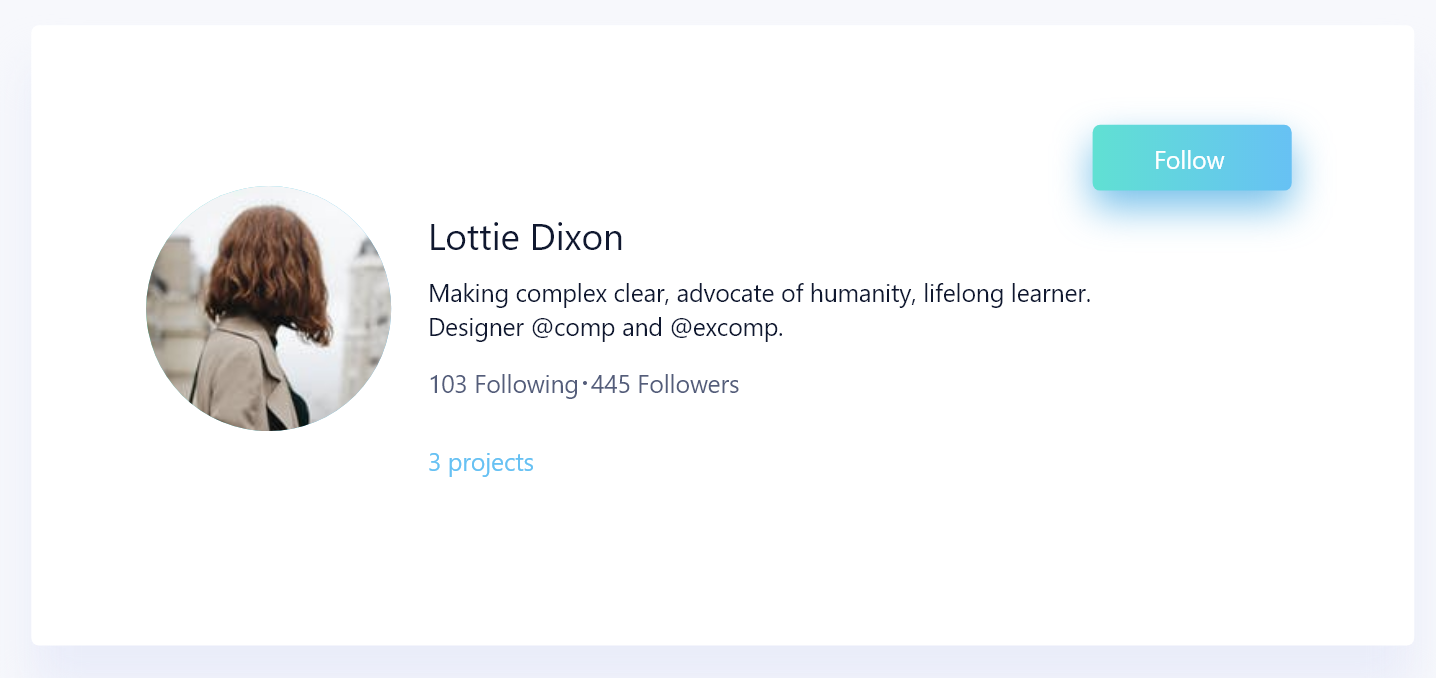 Follow
Lottie Dixon
Making complex clear, advocate of humanity, lifelong learner.
Designer @comp and @excomp.
103 Following·445 Followers
3 projects